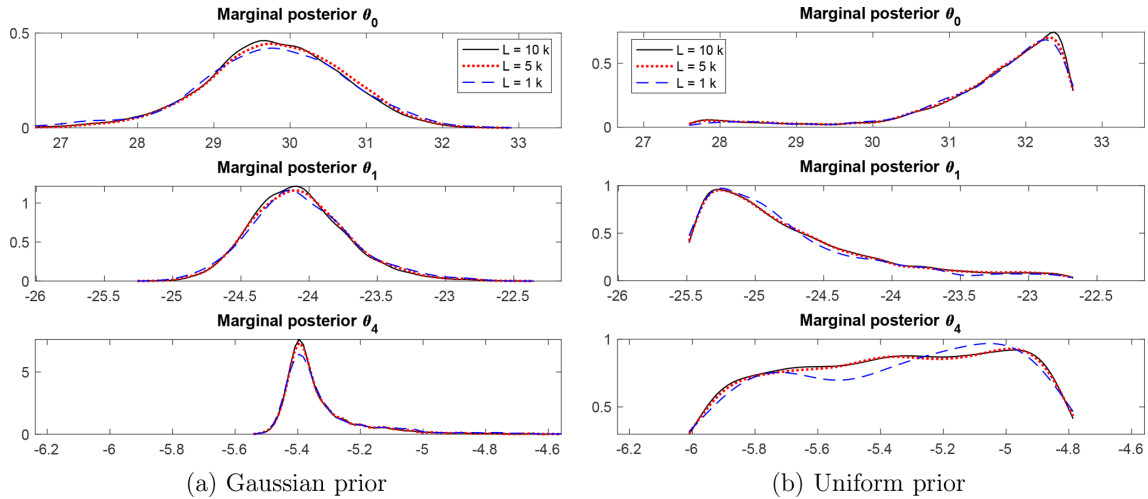 Marginal posterior θ0
0.5
0
27 28 29 30 31 32 33
L = 10 k
L = 5 k
L = 1 k
Marginal posterior θ1
1
0.5
0
-26 -25.5 -25 -24.5 -24 -23.5 -23 -22.5
Marginal posterior θ4
5
0
-6.2 -6 -5.8 -5.6 -5.4 -5.2 -5 -4.8 -4.6
(a) Gaussian prior
Marginal posterior θ0
0.5
0
27 28 29 30 31 32 33
L = 10 k
L = 5 k
L = 1 k
Marginal posterior θ1
1
0.5
0
-26 -25.5 -25 -24.5 -24 -23.5 -23 -22.5
Marginal posterior θ4
1
0.5
-6.2 -6 -5.8 -5.6 -5.4 -5.2 -5 -4.8 -4.6
(b) Uniform prior